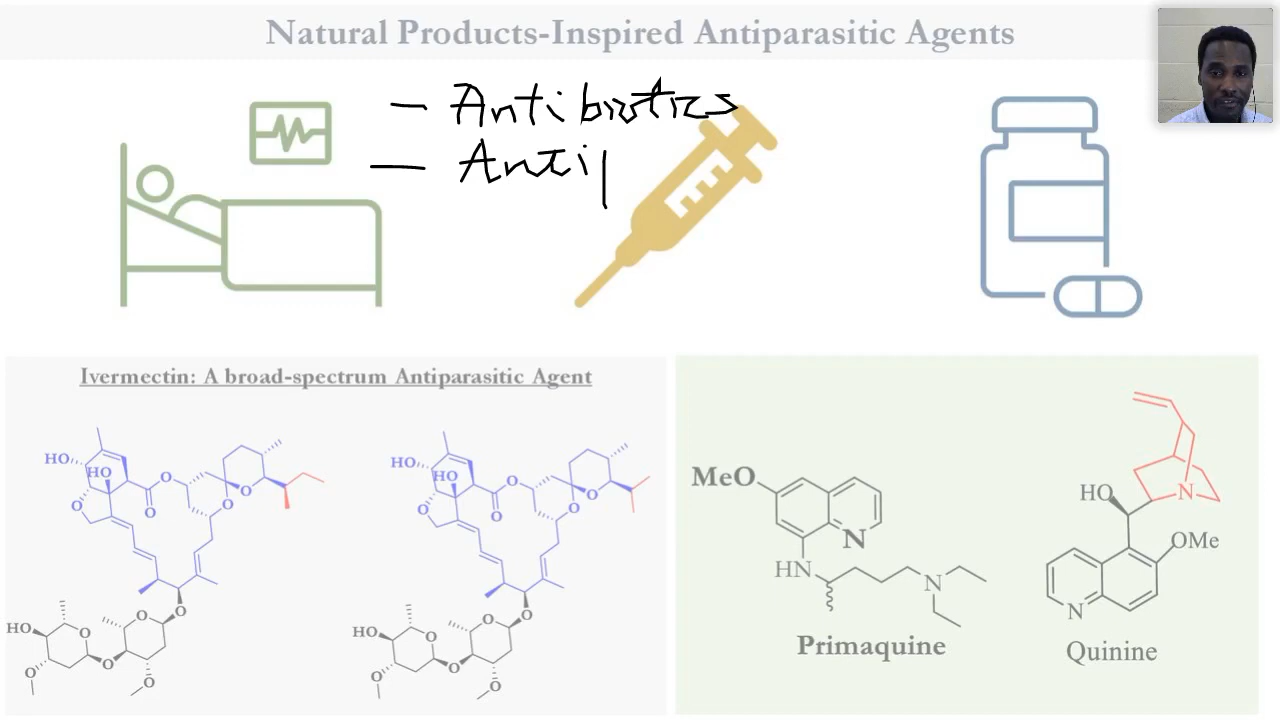 Natural Products-Inspired Antiparasitic Agents
– Antibiotics
– Antip
Ivermectin: A broad-spectrum Antiparasitic Agent
HO
HO
O
O
O
O
O
O
O
O
HO
O
O
O
O
HO
HO
O
O
O
O
O
O
O
O
HO
O
O
O
O
MeO
N
HN
N
Primaquine
HO
N
OMe
N
Quinine